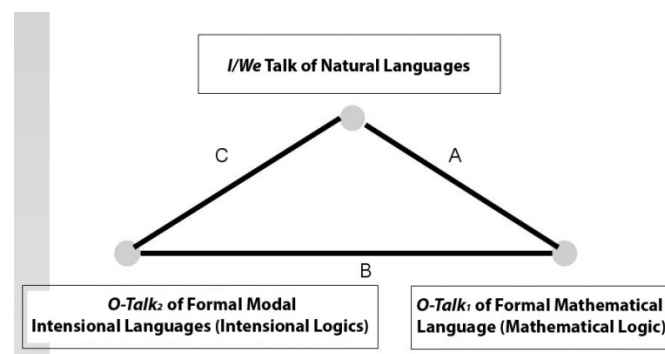 I/We Talk of Natural Languages
C
A
B
O-Talk₂ of Formal Modal
Intensional Languages (Intensional Logics)
O-Talk₁ of Formal Mathematical
Language (Mathematical Logic)